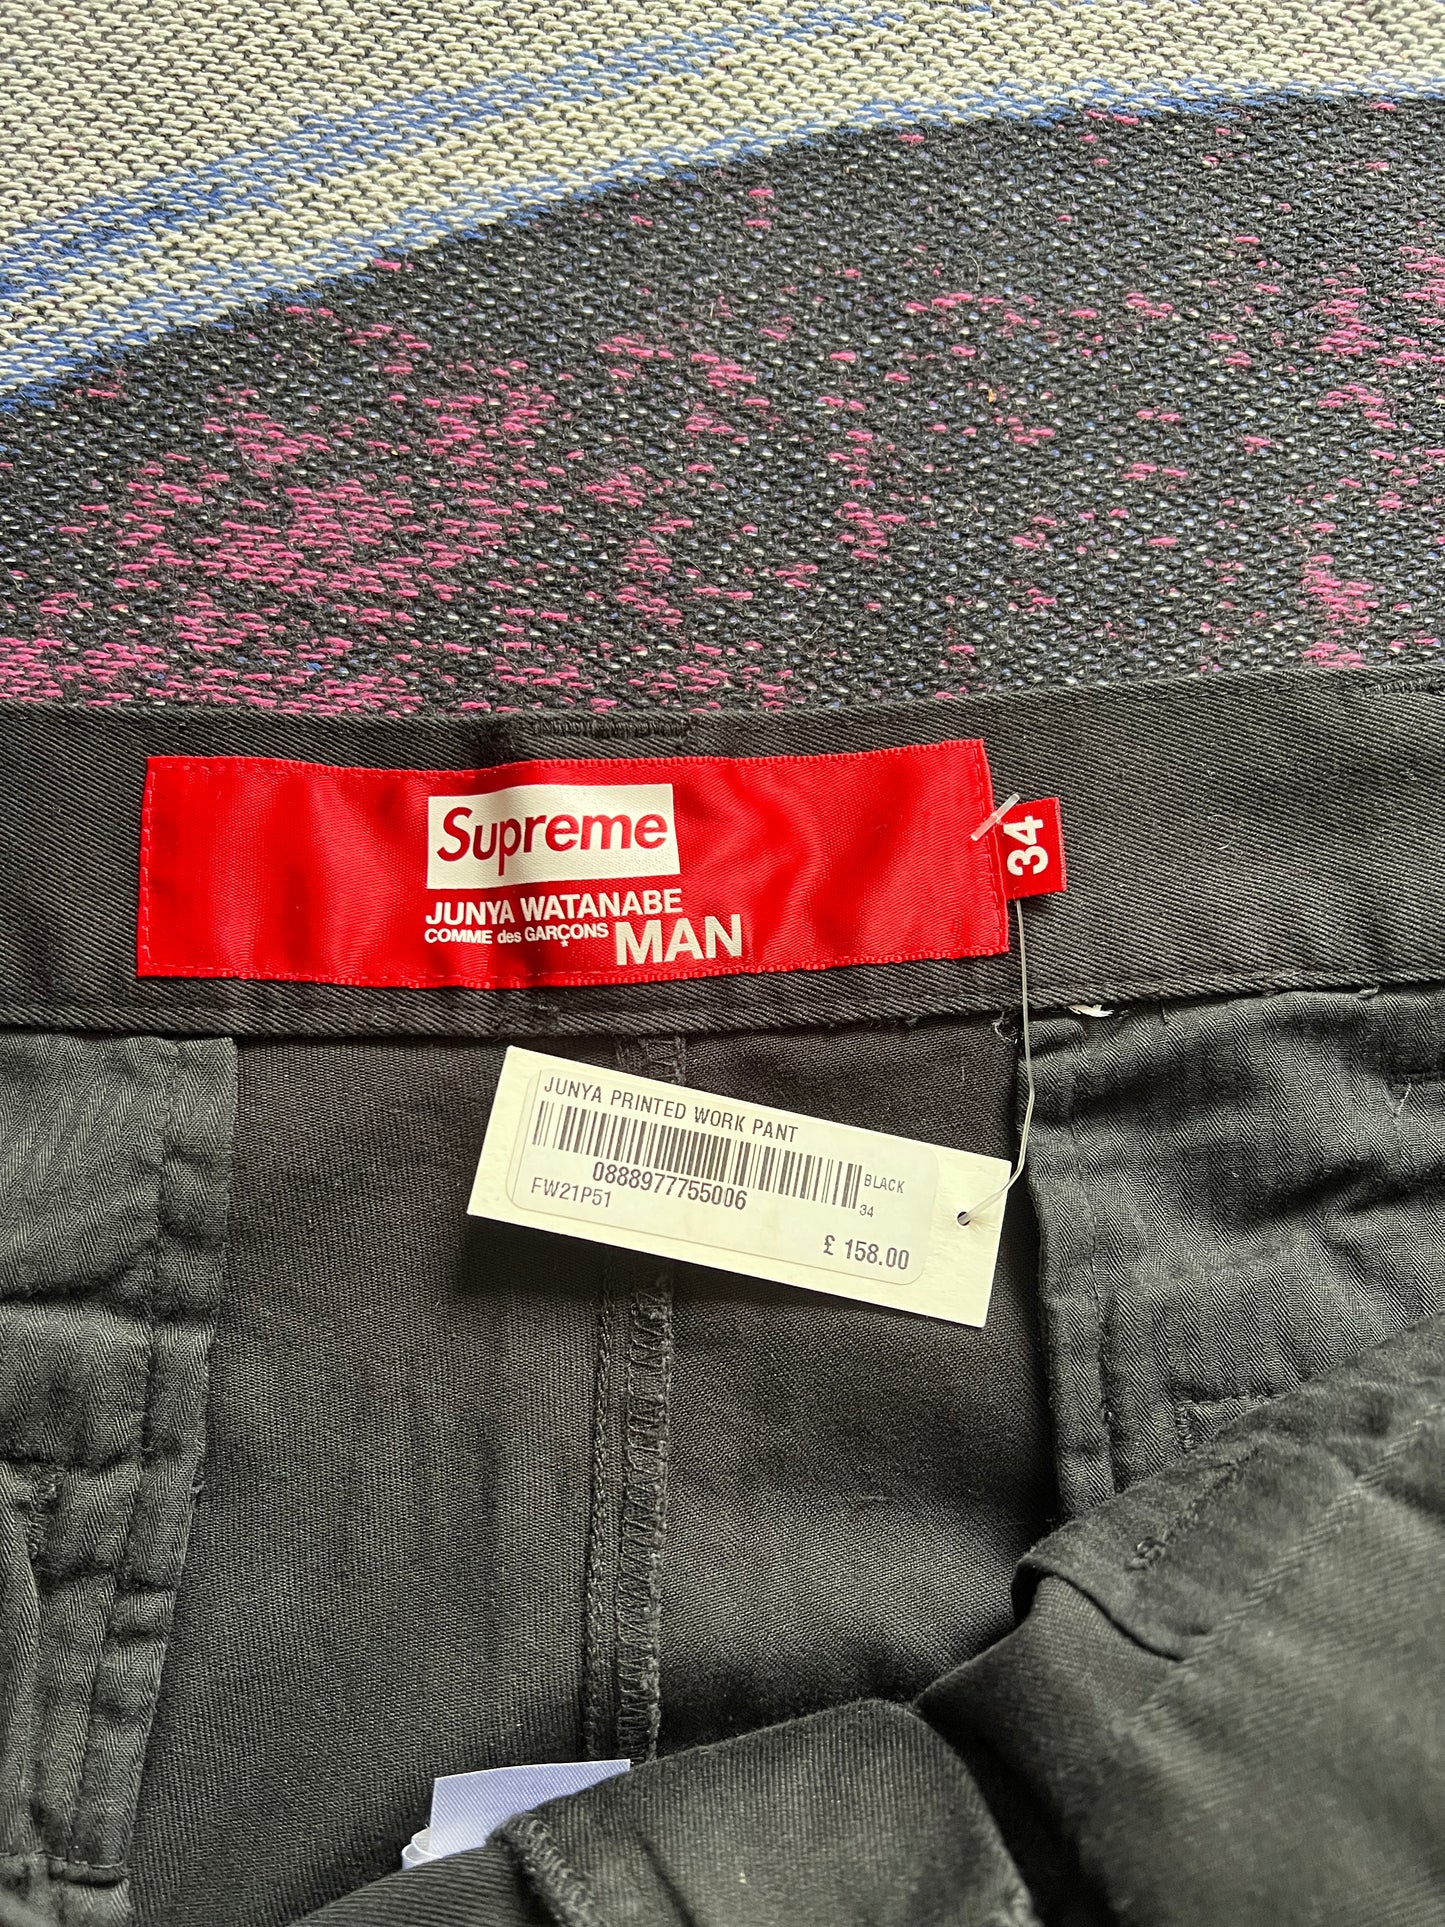 Supreme
JUNYA WATANABE
COMME des GARÇONS MAN
34
JUNYA PRINTED WORK PANT
0888977755006
BLACK
FW21P51
34
£ 158.00